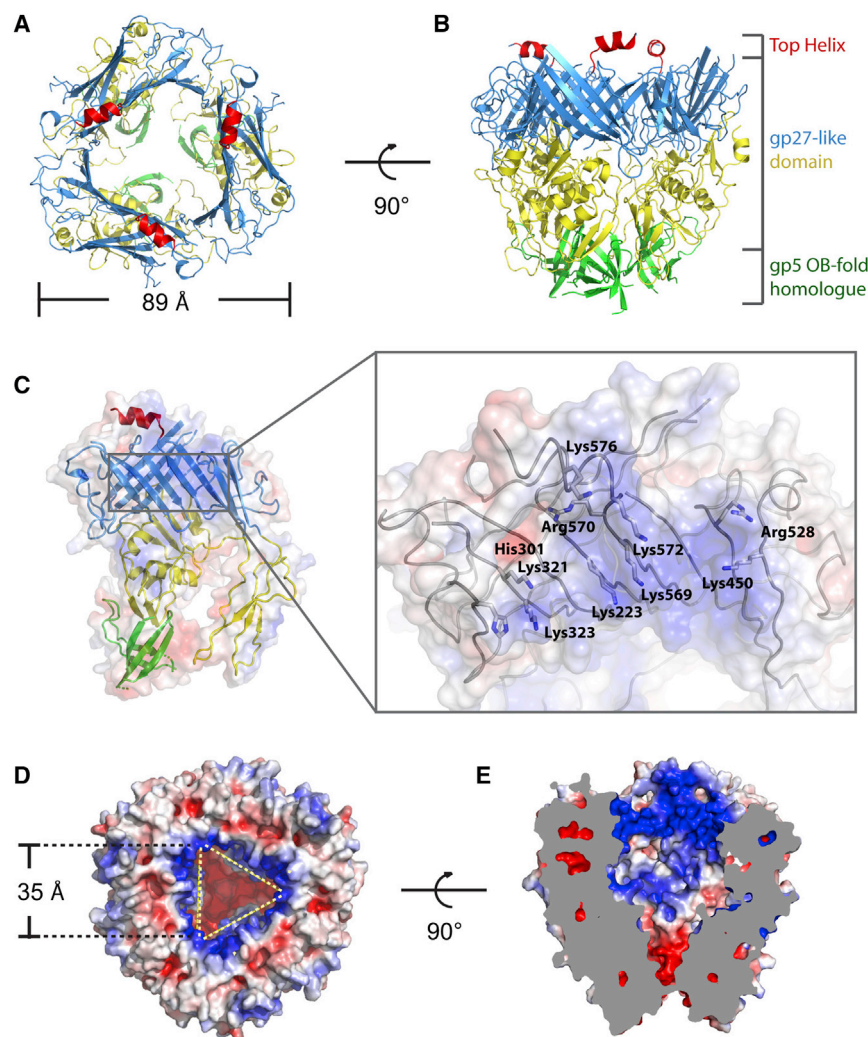 A
89 Å
90°
B
Top Helix
gp27-like
domain
gp5 OB-fold
homologue
C
Lys576
Arg570
Arg528
His301
Lys572
Lys321
Lys450
Lys569
Lys223
Lys323
D
35 Å
90°
E